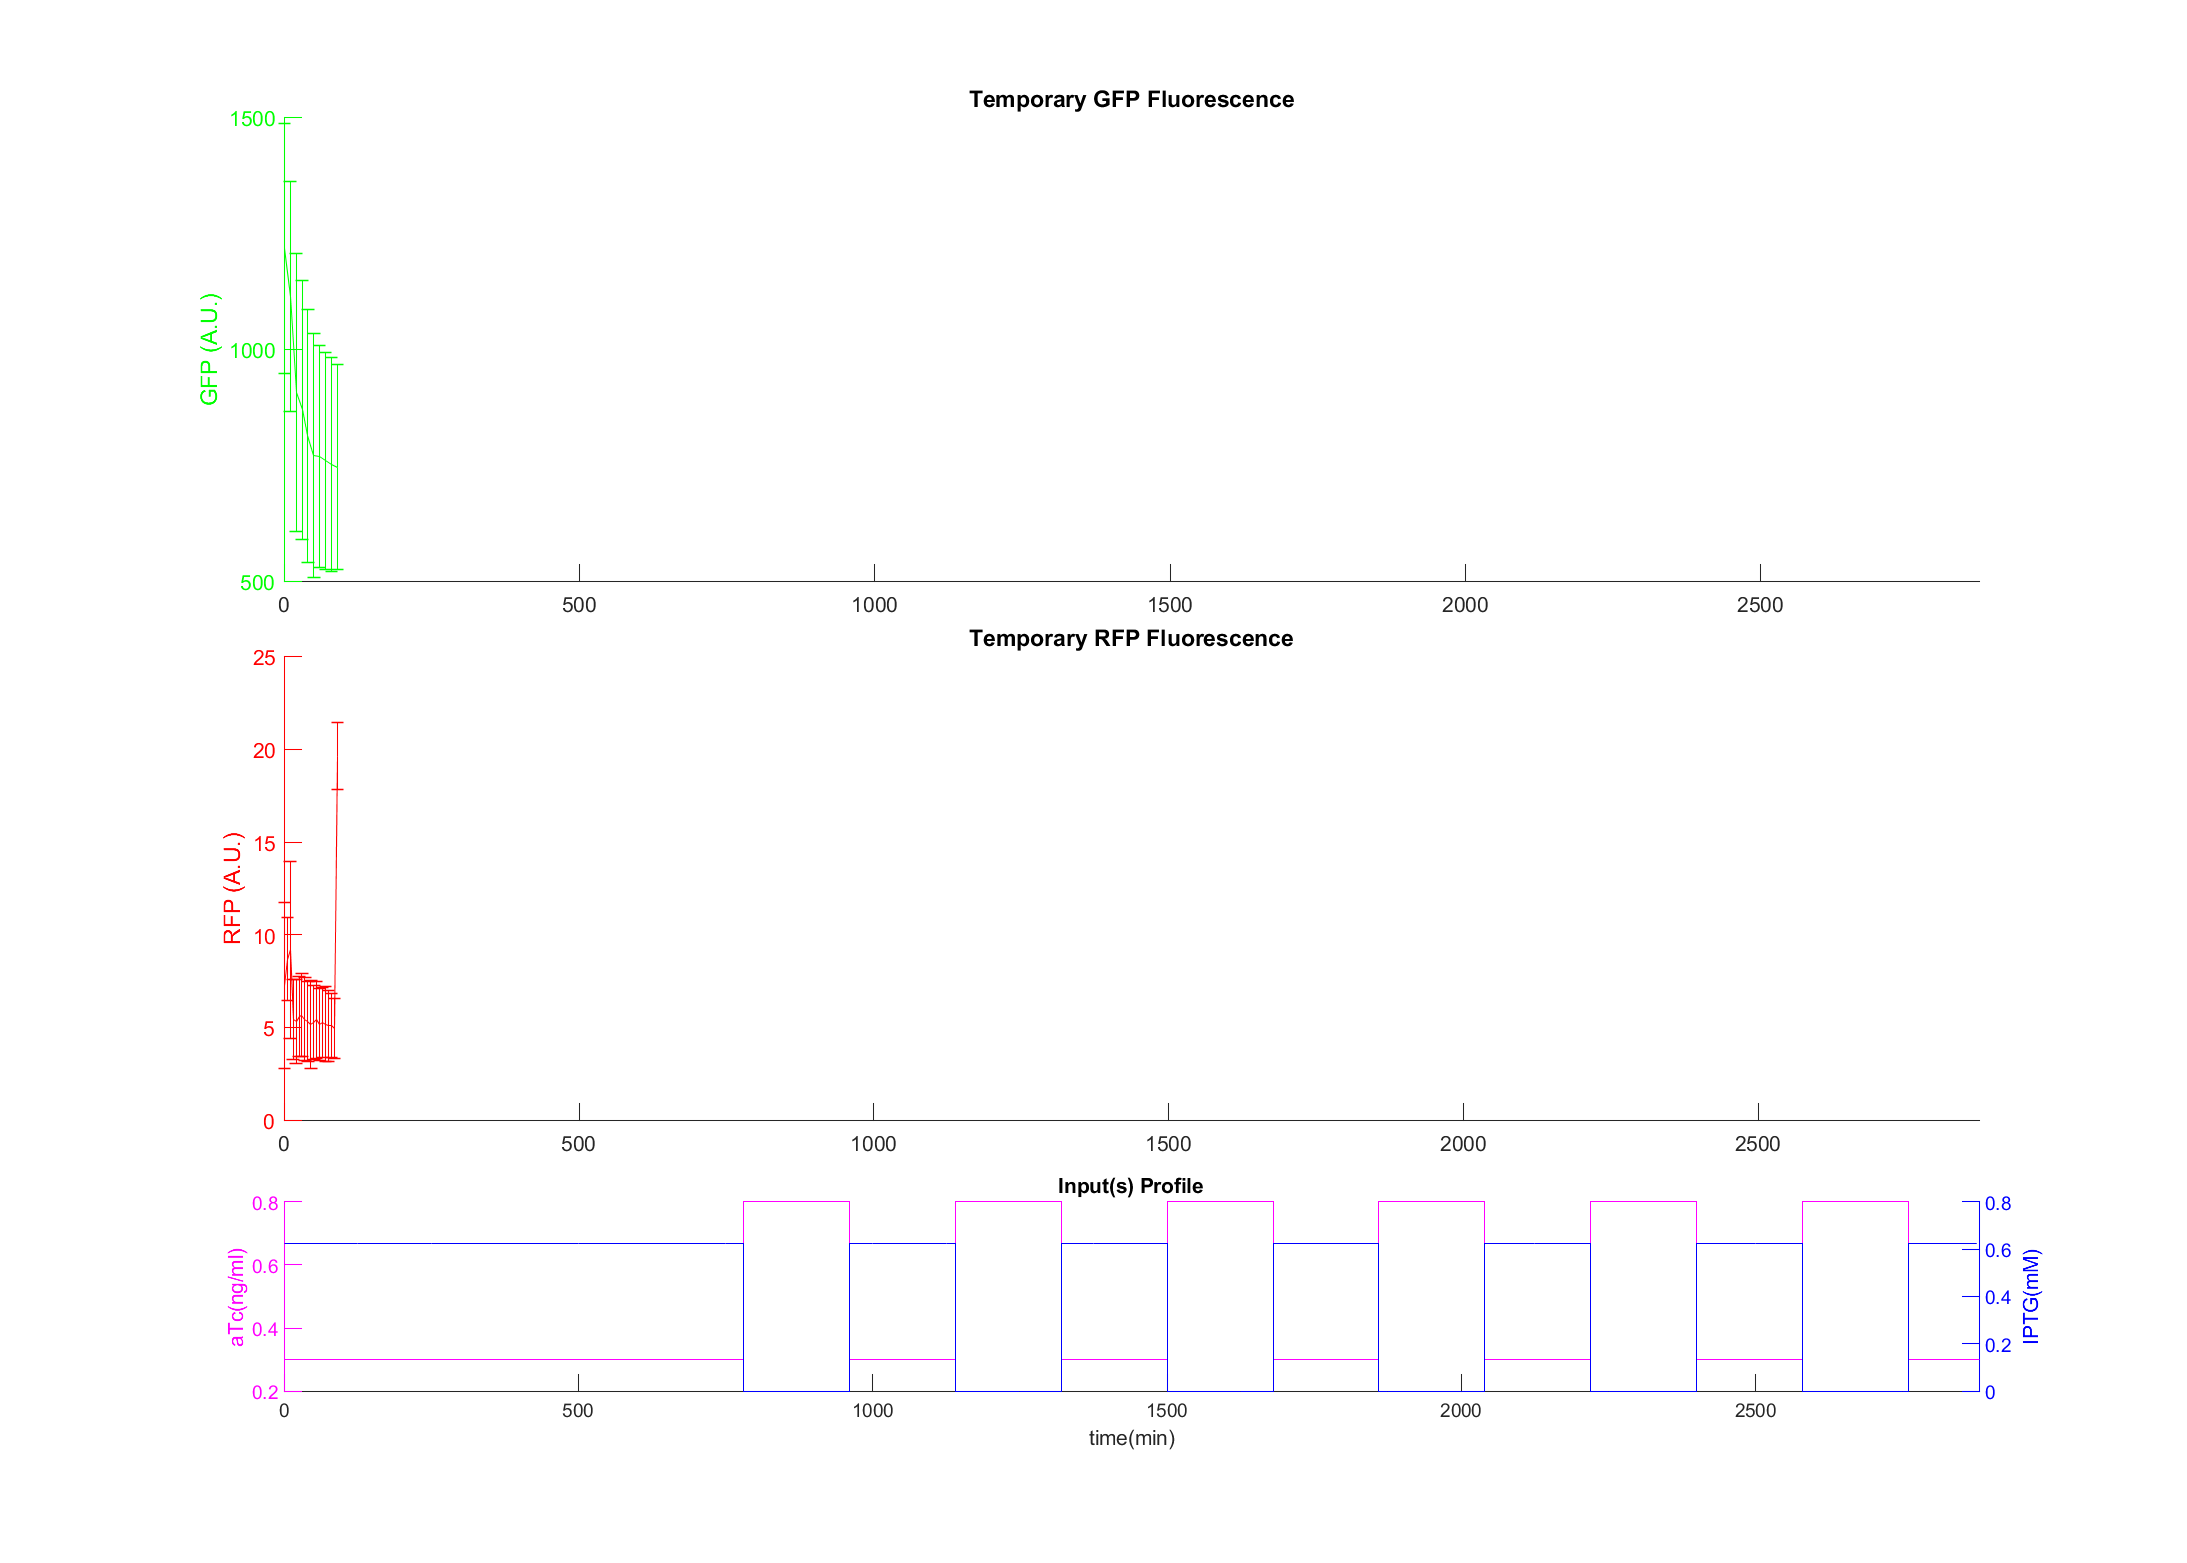 Temporary GFP Fluorescence
1500
1000
500
GFP (A.U.)
0 500 1000 1500 2000 2500
Temporary RFP Fluorescence
25
20
15
10
5
0
RFP (A.U.)
0 500 1000 1500 2000 2500
Input(s) Profile
0.8
0.6
0.4
0.2
aTc(ng/ml)
0.8
0.6
0.4
0.2
0
IPTG(mM)
0 500 1000 1500 2000 2500
time(min)